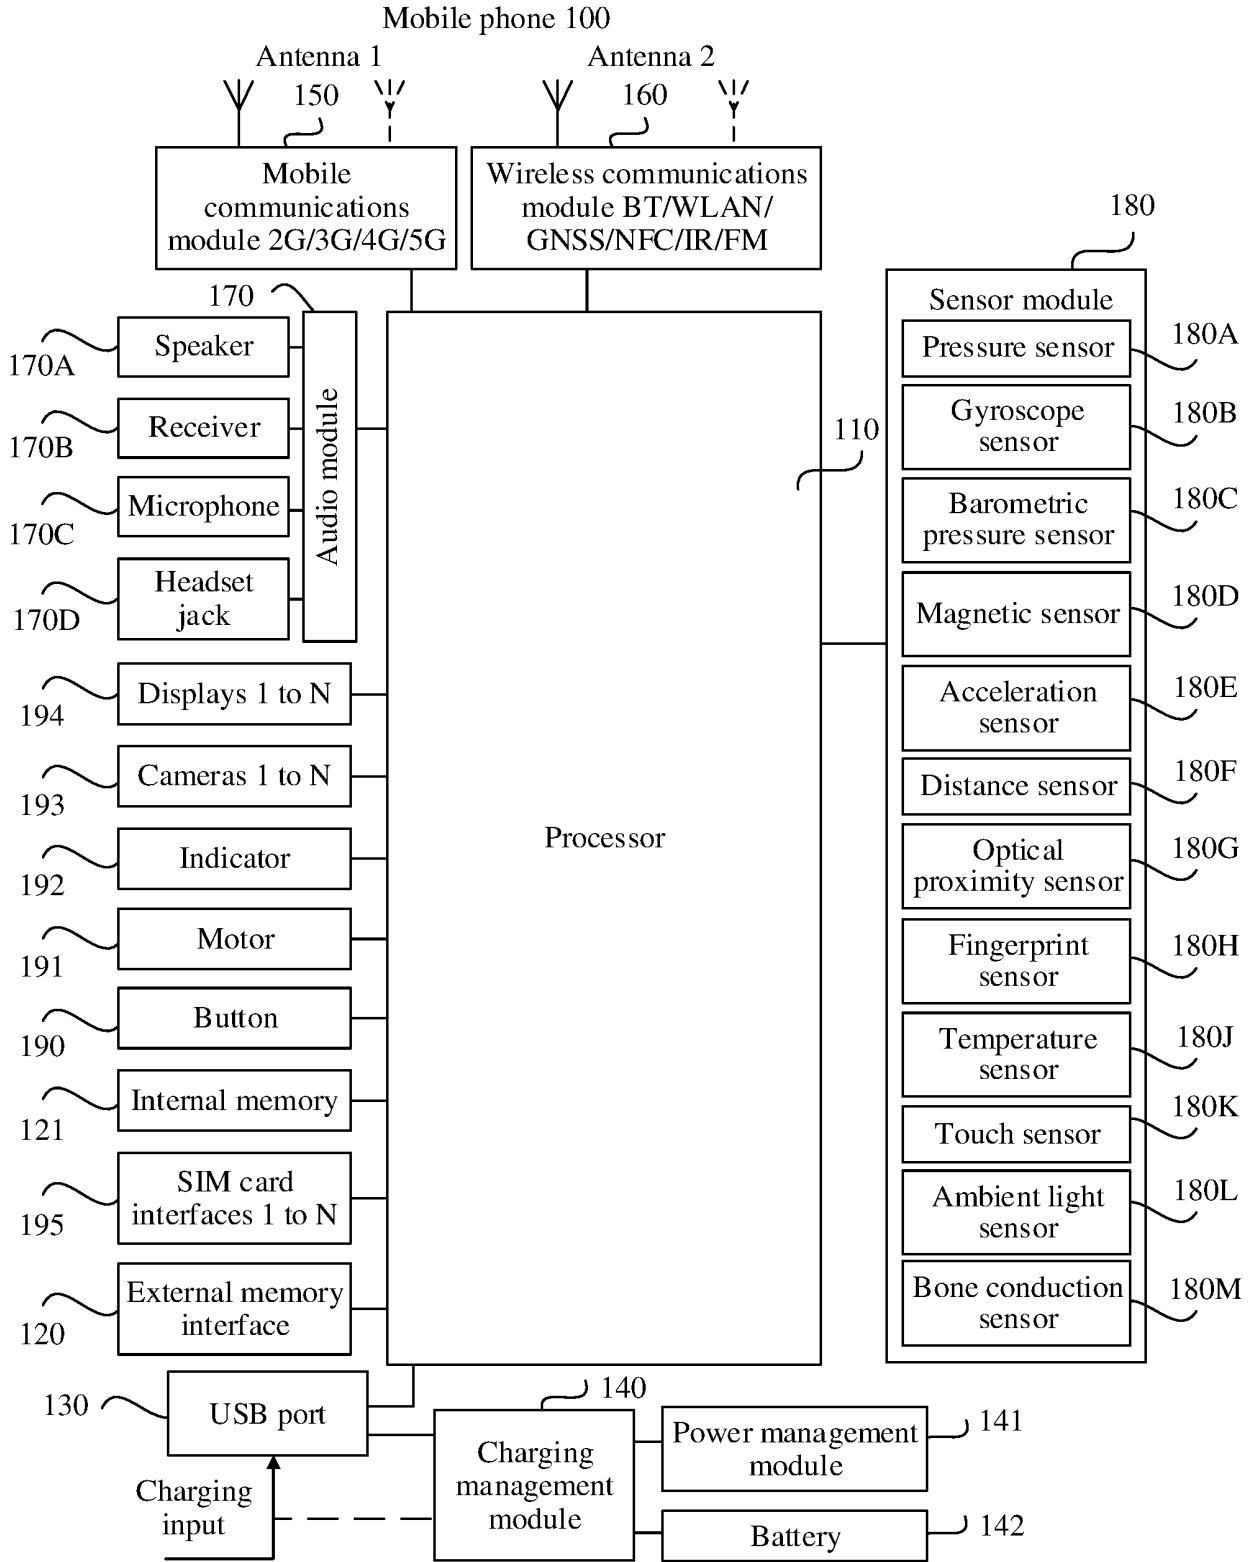 Mobile phone 100
Antenna 1
Antenna 2
150
160
Mobile
communications
module 2G/3G/4G/5G
Wireless communications
module BT/WLAN/
GNSS/NFC/IR/FM
180
170
Sensor module
170A
Speaker
170B
Receiver
170C
Microphone
170D
Headset
jack
Audio module
110
Processor
Pressure sensor
180A
Gyroscope
sensor
180B
Barometric
pressure sensor
180C
Magnetic sensor
180D
Acceleration
sensor
180E
Distance sensor
180F
Optical
proximity sensor
180G
Fingerprint
sensor
180H
Temperature
sensor
180J
Touch sensor
180K
Ambient light
sensor
180L
Bone conduction
sensor
180M
194
Displays 1 to N
193
Cameras 1 to N
192
Indicator
191
Motor
190
Button
121
Internal memory
195
SIM card
interfaces 1 to N
120
External memory
interface
130
USB port
140
Charging
management
module
Power management
module
141
Battery
142
Charging
input